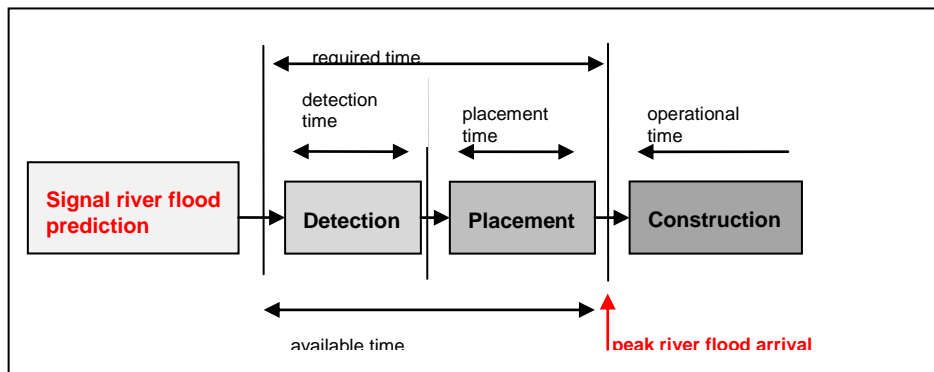 required time
detection
time
placement
time
operational
time
Signal river flood
prediction
Detection
Placement
Construction
available time
peak river flood arrival